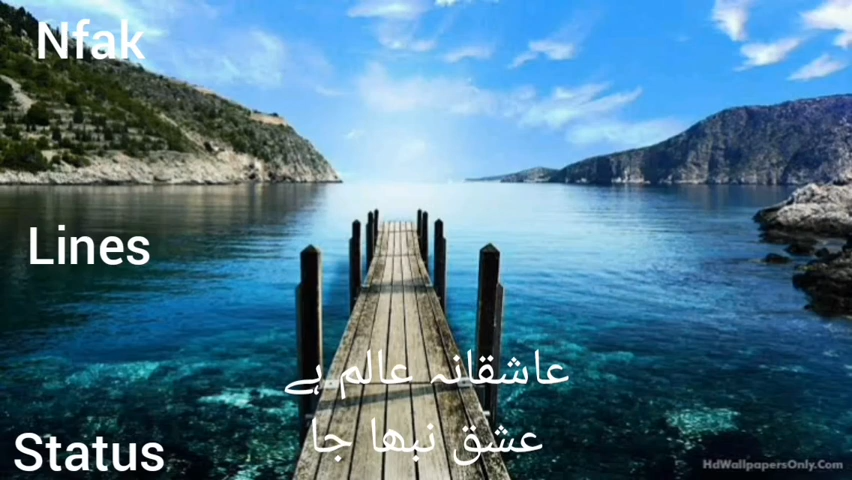 Nfak
Lines
عاشقانہ عالم ہے
عشق نبھا جا
Status
HdWallpapersOnly.Com